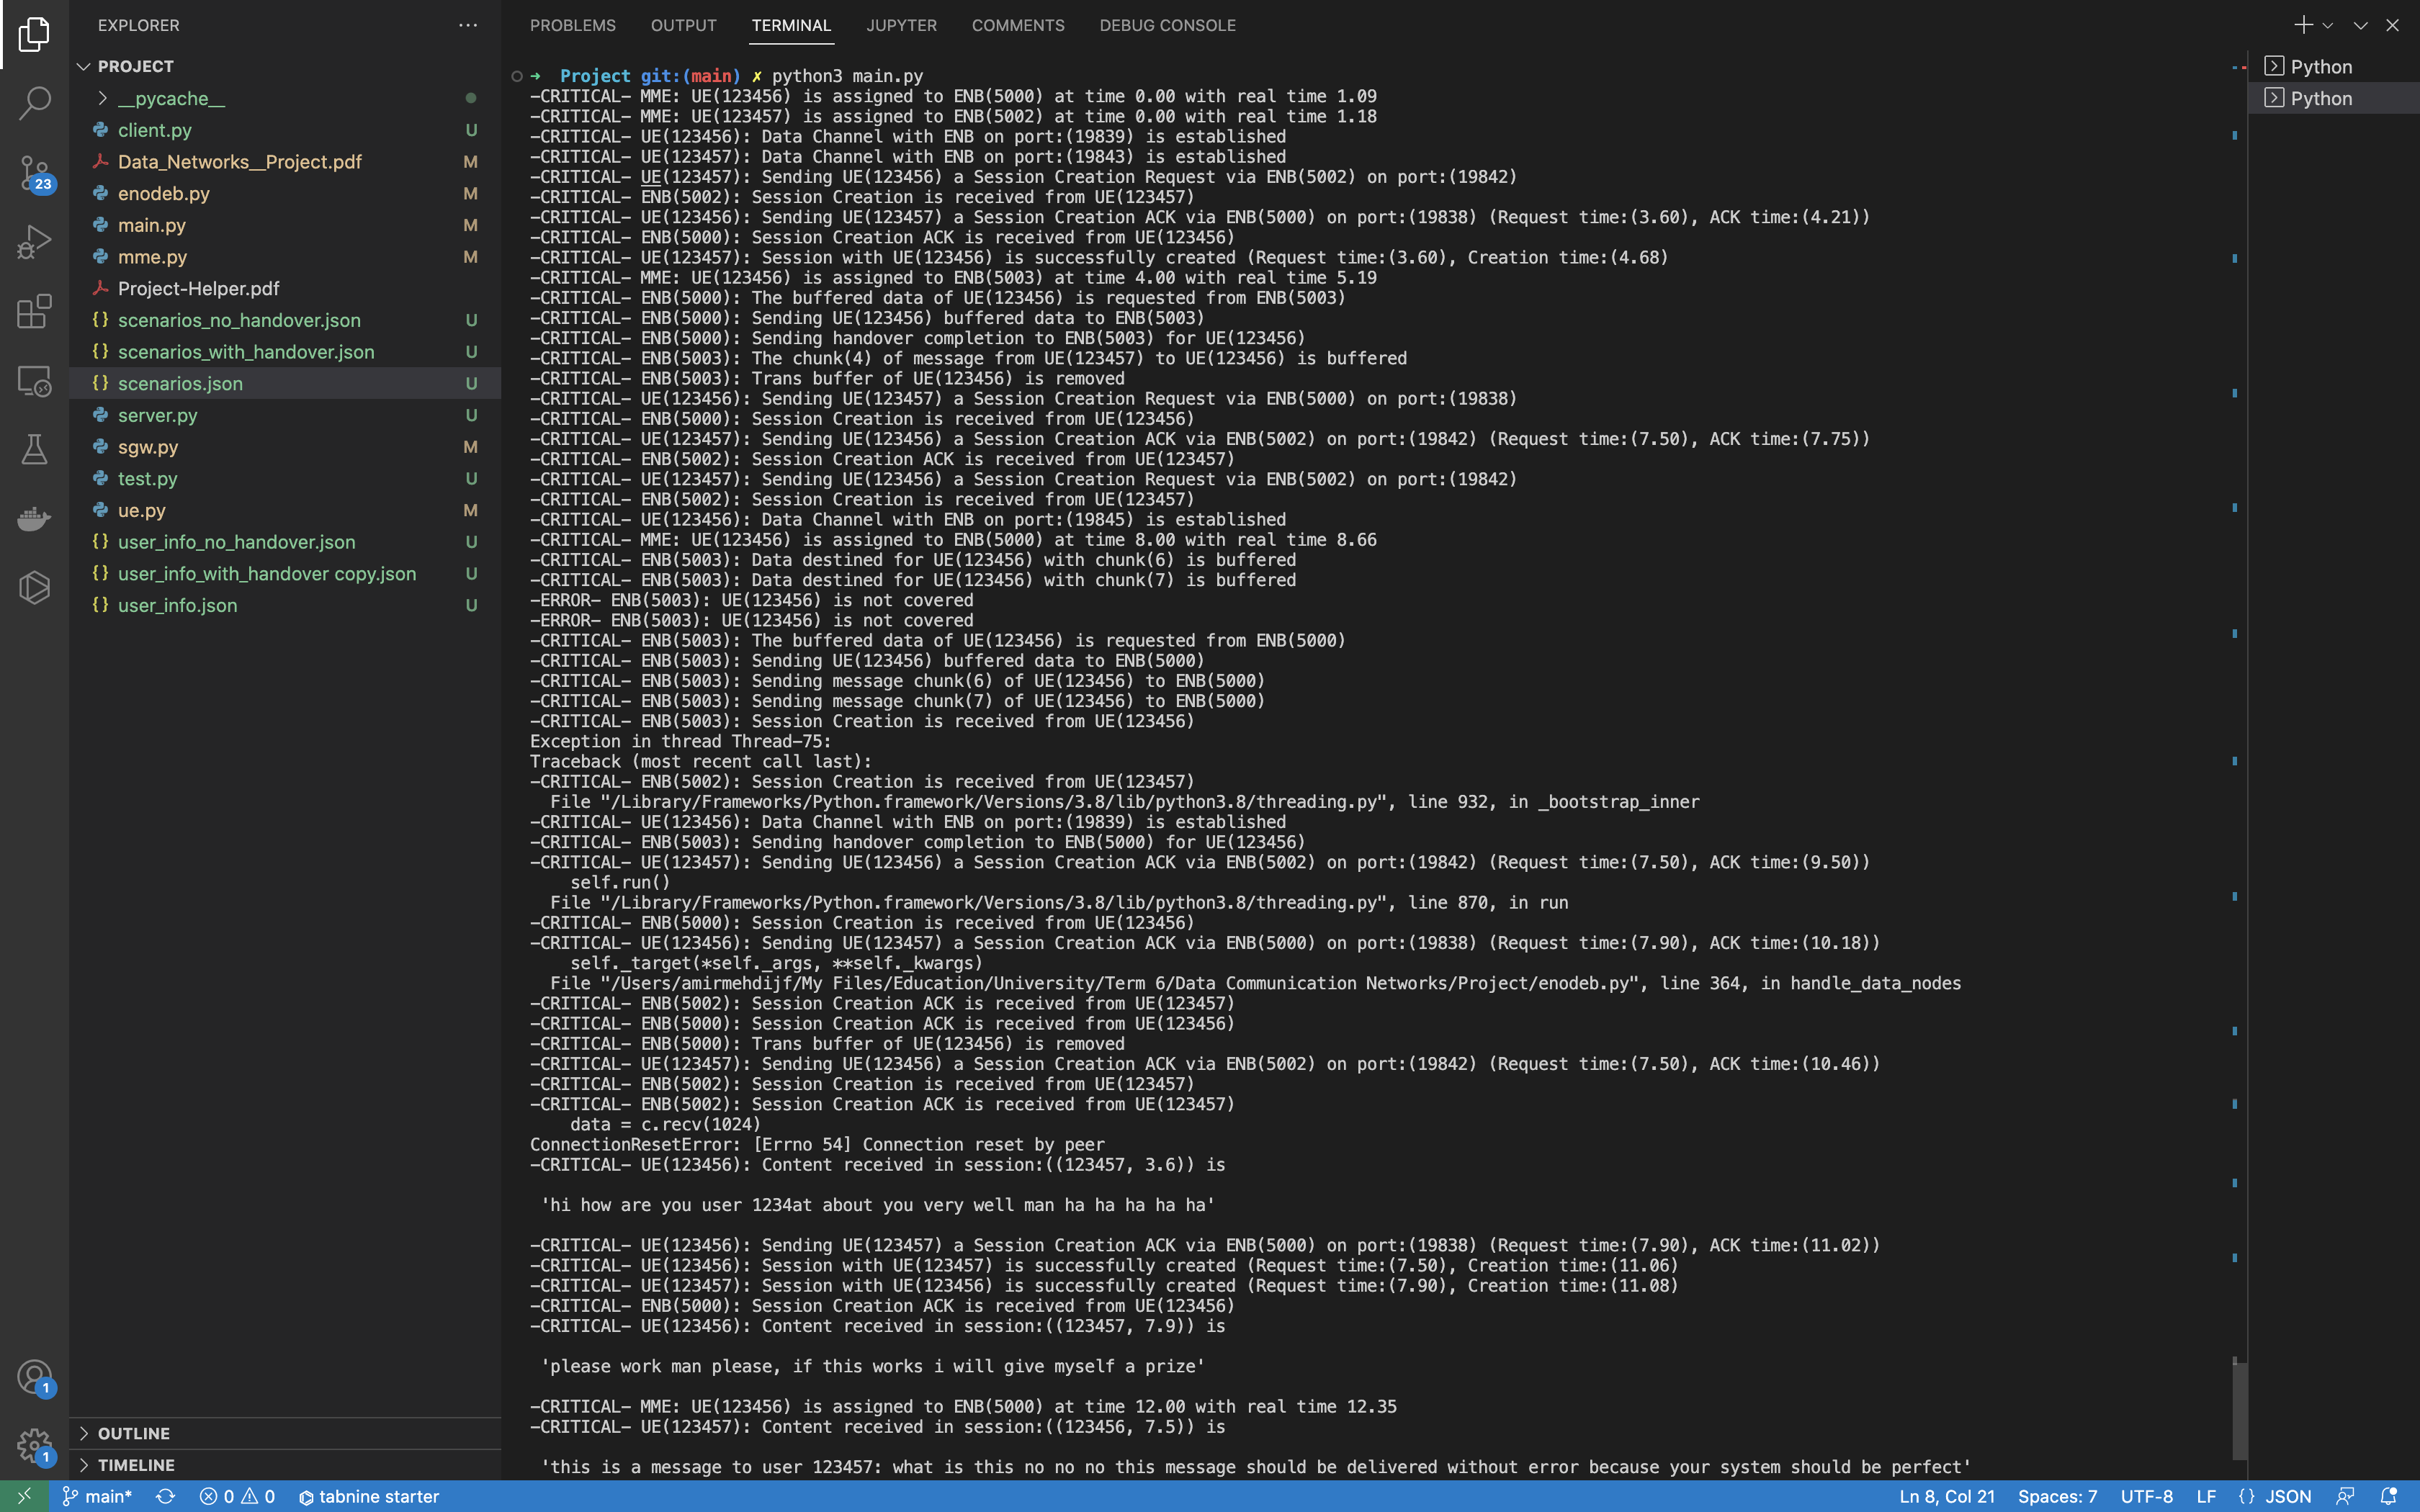 EXPLORER
PROJECT
__pycache__
client.py U
Data_Networks__Project.pdf M
enodeb.py M
main.py M
mme.py M
Project-Helper.pdf
{} scenarios_no_handover.json U
{} scenarios_with_handover.json U
{} scenarios.json U
server.py U
sgw.py M
test.py U
ue.py M
{} user_info_no_handover.json U
{} user_info_with_handover copy.json U
{} user_info.json U
23
1
1
OUTLINE
TIMELINE
PROBLEMS OUTPUT TERMINAL JUPYTER COMMENTS DEBUG CONSOLE
Python
Python
➜ Project git:(main) ✗ python3 main.py
-CRITICAL- MME: UE(123456) is assigned to ENB(5000) at time 0.00 with real time 1.09
-CRITICAL- MME: UE(123457) is assigned to ENB(5002) at time 0.00 with real time 1.18
-CRITICAL- UE(123456): Data Channel with ENB on port:(19839) is established
-CRITICAL- UE(123457): Data Channel with ENB on port:(19843) is established
-CRITICAL- UE(123457): Sending UE(123456) a Session Creation Request via ENB(5002) on port:(19842)
-CRITICAL- ENB(5002): Session Creation is received from UE(123457)
-CRITICAL- UE(123456): Sending UE(123457) a Session Creation ACK via ENB(5000) on port:(19838) (Request time:(3.60), ACK time:(4.21))
-CRITICAL- ENB(5000): Session Creation ACK is received from UE(123456)
-CRITICAL- UE(123457): Session with UE(123456) is successfully created (Request time:(3.60), Creation time:(4.68)
-CRITICAL- MME: UE(123456) is assigned to ENB(5003) at time 4.00 with real time 5.19
-CRITICAL- ENB(5000): The buffered data of UE(123456) is requested from ENB(5003)
-CRITICAL- ENB(5000): Sending UE(123456) buffered data to ENB(5003)
-CRITICAL- ENB(5000): Sending handover completion to ENB(5003) for UE(123456)
-CRITICAL- ENB(5003): The chunk(4) of message from UE(123457) to UE(123456) is buffered
-CRITICAL- ENB(5003): Trans buffer of UE(123456) is removed
-CRITICAL- UE(123456): Sending UE(123457) a Session Creation Request via ENB(5000) on port:(19838)
-CRITICAL- ENB(5000): Session Creation is received from UE(123456)
-CRITICAL- UE(123457): Sending UE(123456) a Session Creation ACK via ENB(5002) on port:(19842) (Request time:(7.50), ACK time:(7.75))
-CRITICAL- ENB(5002): Session Creation ACK is received from UE(123457)
-CRITICAL- UE(123457): Sending UE(123456) a Session Creation Request via ENB(5002) on port:(19842)
-CRITICAL- ENB(5002): Session Creation is received from UE(123457)
-CRITICAL- UE(123456): Data Channel with ENB on port:(19845) is established
-CRITICAL- MME: UE(123456) is assigned to ENB(5000) at time 8.00 with real time 8.66
-CRITICAL- ENB(5003): Data destined for UE(123456) with chunk(6) is buffered
-CRITICAL- ENB(5003): Data destined for UE(123456) with chunk(7) is buffered
-ERROR- ENB(5003): UE(123456) is not covered
-ERROR- ENB(5003): UE(123456) is not covered
-CRITICAL- ENB(5003): The buffered data of UE(123456) is requested from ENB(5000)
-CRITICAL- ENB(5003): Sending UE(123456) buffered data to ENB(5000)
-CRITICAL- ENB(5003): Sending message chunk(6) of UE(123456) to ENB(5000)
-CRITICAL- ENB(5003): Sending message chunk(7) of UE(123456) to ENB(5000)
-CRITICAL- ENB(5003): Session Creation is received from UE(123456)
Exception in thread Thread-75:
Traceback (most recent call last):
-CRITICAL- ENB(5002): Session Creation is received from UE(123457)
File "/Library/Frameworks/Python.framework/Versions/3.8/lib/python3.8/threading.py", line 932, in _bootstrap_inner
-CRITICAL- UE(123456): Data Channel with ENB on port:(19839) is established
-CRITICAL- ENB(5003): Sending handover completion to ENB(5000) for UE(123456)
-CRITICAL- UE(123457): Sending UE(123456) a Session Creation ACK via ENB(5002) on port:(19842) (Request time:(7.50), ACK time:(9.50))
self.run()
File "/Library/Frameworks/Python.framework/Versions/3.8/lib/python3.8/threading.py", line 870, in run
-CRITICAL- ENB(5000): Session Creation is received from UE(123456)
-CRITICAL- UE(123456): Sending UE(123457) a Session Creation ACK via ENB(5000) on port:(19838) (Request time:(7.90), ACK time:(10.18))
self._target(*self._args, **self._kwargs)
File "/Users/amirmehdijf/My Files/Education/University/Term 6/Data Communication Networks/Project/enodeb.py", line 364, in handle_data_nodes
-CRITICAL- ENB(5002): Session Creation ACK is received from UE(123457)
-CRITICAL- ENB(5000): Session Creation ACK is received from UE(123456)
-CRITICAL- ENB(5000): Trans buffer of UE(123456) is removed
-CRITICAL- UE(123457): Sending UE(123456) a Session Creation ACK via ENB(5002) on port:(19842) (Request time:(7.50), ACK time:(10.46))
-CRITICAL- ENB(5002): Session Creation is received from UE(123457)
-CRITICAL- ENB(5002): Session Creation ACK is received from UE(123457)
data = c.recv(1024)
ConnectionResetError: [Errno 54] Connection reset by peer
-CRITICAL- UE(123456): Content received in session:((123457, 3.6)) is
'hi how are you user 1234at about you very well man ha ha ha ha ha'
-CRITICAL- UE(123456): Sending UE(123457) a Session Creation ACK via ENB(5000) on port:(19838) (Request time:(7.90), ACK time:(11.02))
-CRITICAL- UE(123456): Session with UE(123457) is successfully created (Request time:(7.50), Creation time:(11.06)
-CRITICAL- UE(123457): Session with UE(123456) is successfully created (Request time:(7.90), Creation time:(11.08)
-CRITICAL- ENB(5000): Session Creation ACK is received from UE(123456)
-CRITICAL- UE(123456): Content received in session:((123457, 7.9)) is
'please work man please, if this works i will give myself a prize'
-CRITICAL- MME: UE(123456) is assigned to ENB(5000) at time 12.00 with real time 12.35
-CRITICAL- UE(123457): Content received in session:((123456, 7.5)) is
'this is a message to user 123457: what is this no no no this message should be delivered without error because your system should be perfect'
main* 0 0 tabnine starter Ln 8, Col 21 Spaces: 7 UTF-8 LF {} JSON